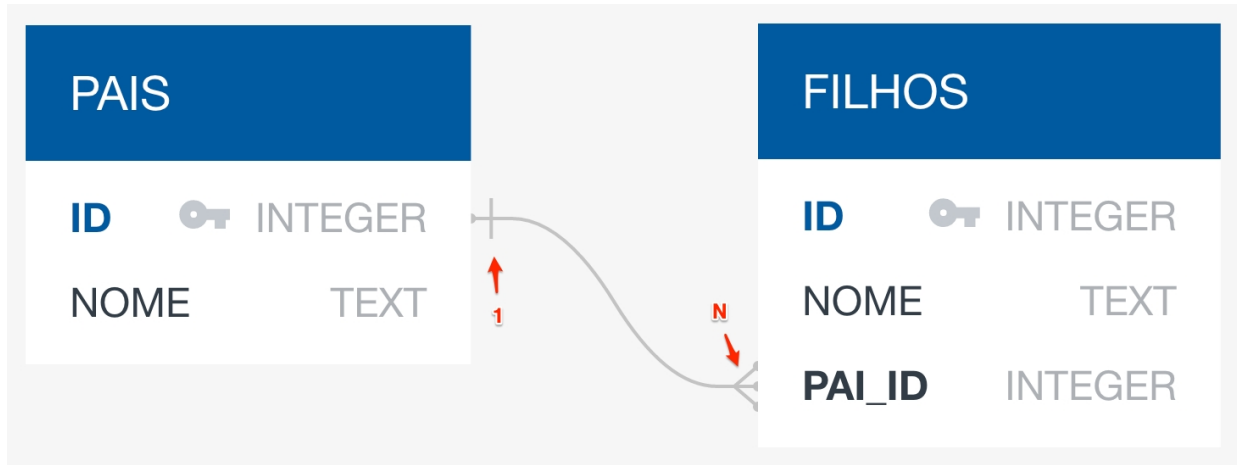 PAIS
ID INTEGER
NOME TEXT
1
N
FILHOS
ID INTEGER
NOME TEXT
PAI_ID INTEGER